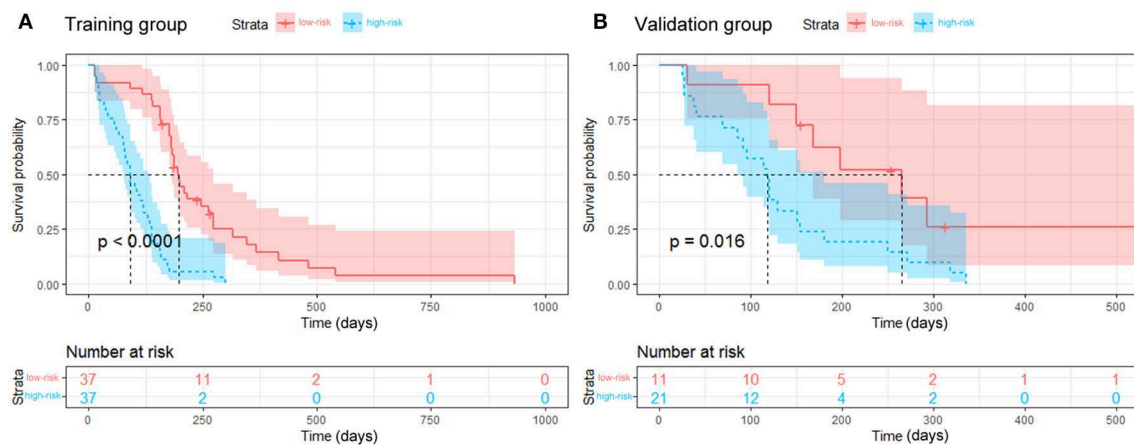 A Training group Strata low-risk high-risk
1.00
0.75
0.50
0.25
0.00
Survival probability
p < 0.0001
0 250 500 750 1000
Time (days)
Number at risk
Strata
low-risk 37 11 2 1 0
high-risk 37 2 0 0 0
0 250 500 750 1000
Time (days)
B Validation group Strata low-risk high-risk
1.00
0.75
0.50
0.25
0.00
Survival probability
p = 0.016
0 100 200 300 400 500
Time (days)
Number at risk
Strata
low-risk 11 10 5 2 1 1
high-risk 21 12 4 2 0 0
0 100 200 300 400 500
Time (days)